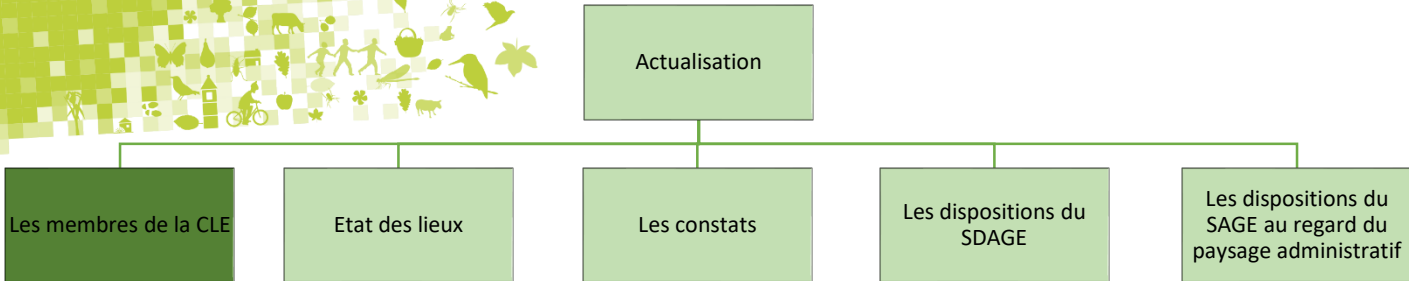 Actualisation
Les membres de la CLE
Etat des lieux
Les constats
Les dispositions du
SDAGE
Les dispositions du
SAGE au regard du
paysage administratif